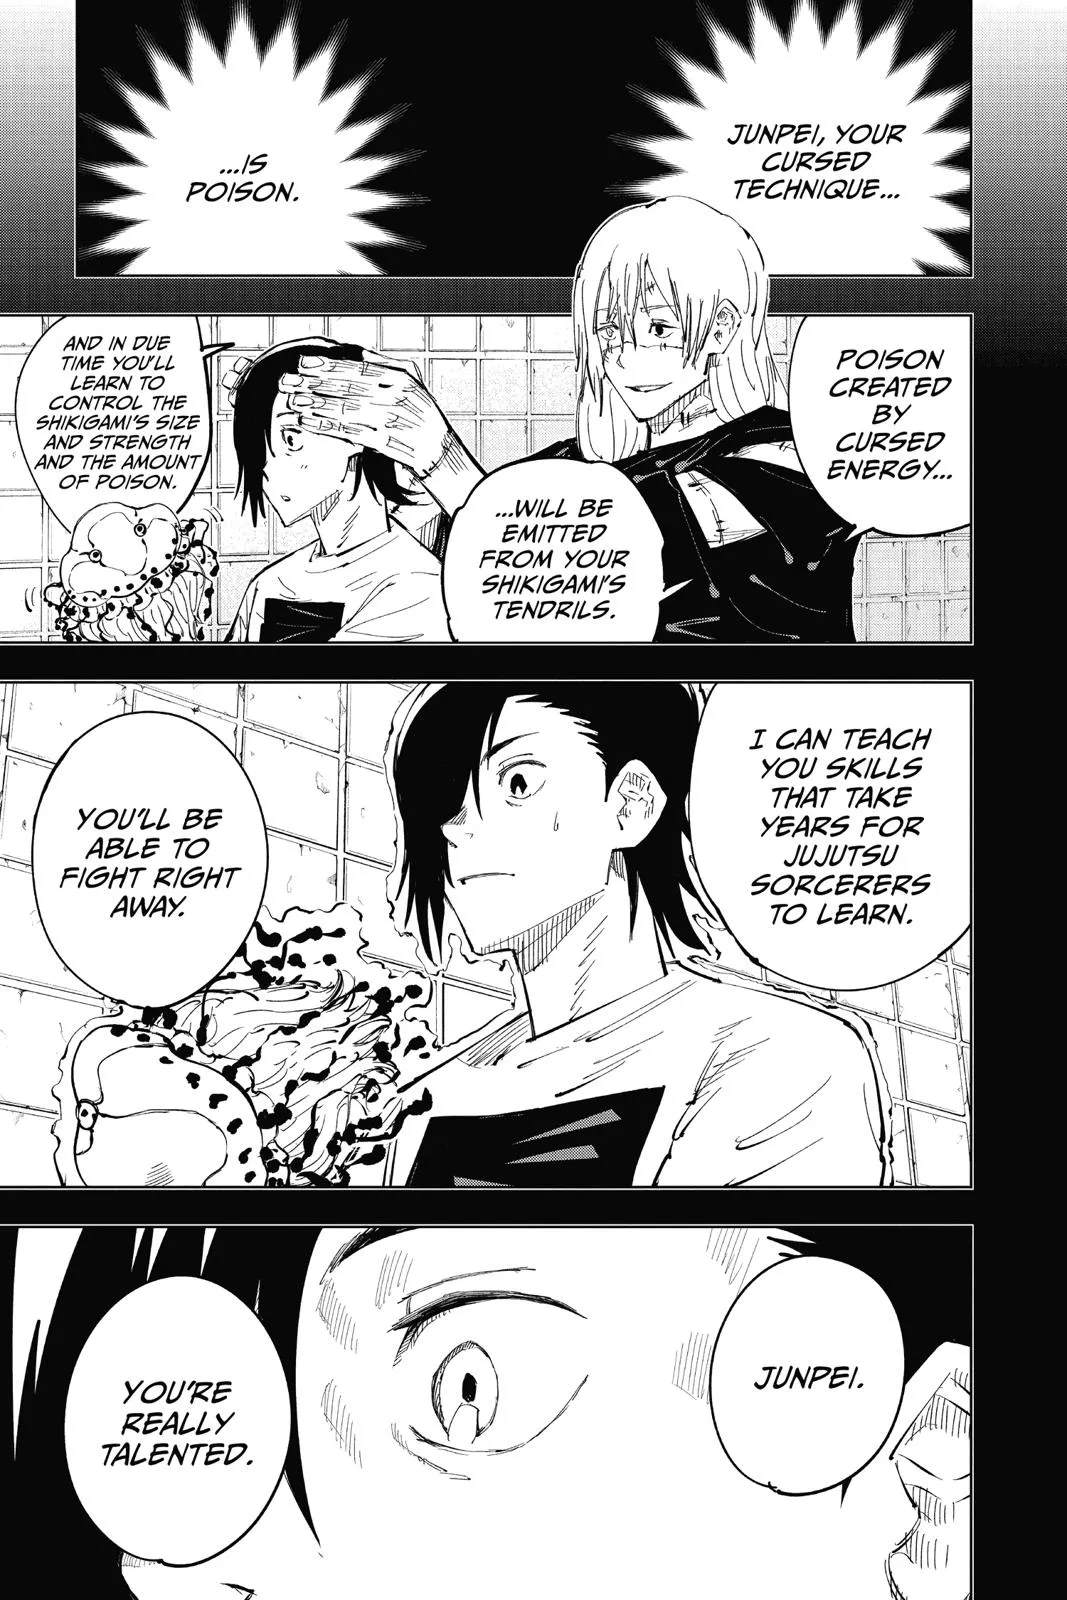 JUNPEI, YOUR
CURSED
TECHNIQUE...
...IS
POISON.
POISON
CREATED
BY
CURSED
ENERGY...
...WILL BE
EMITTED
FROM YOUR
SHIKIGAMI'S
TENDRILS.
AND IN DUE
TIME YOU'LL
LEARN TO
CONTROL THE
SHIKIGAMI'S SIZE
AND STRENGTH
AND THE AMOUNT
OF POISON.
I CAN TEACH
YOU SKILLS
THAT TAKE
YEARS FOR
JUJUTSU
SORCERERS
TO LEARN.
YOU'LL BE
ABLE TO
FIGHT RIGHT
AWAY.
JUNPEI.
YOU'RE
REALLY
TALENTED.